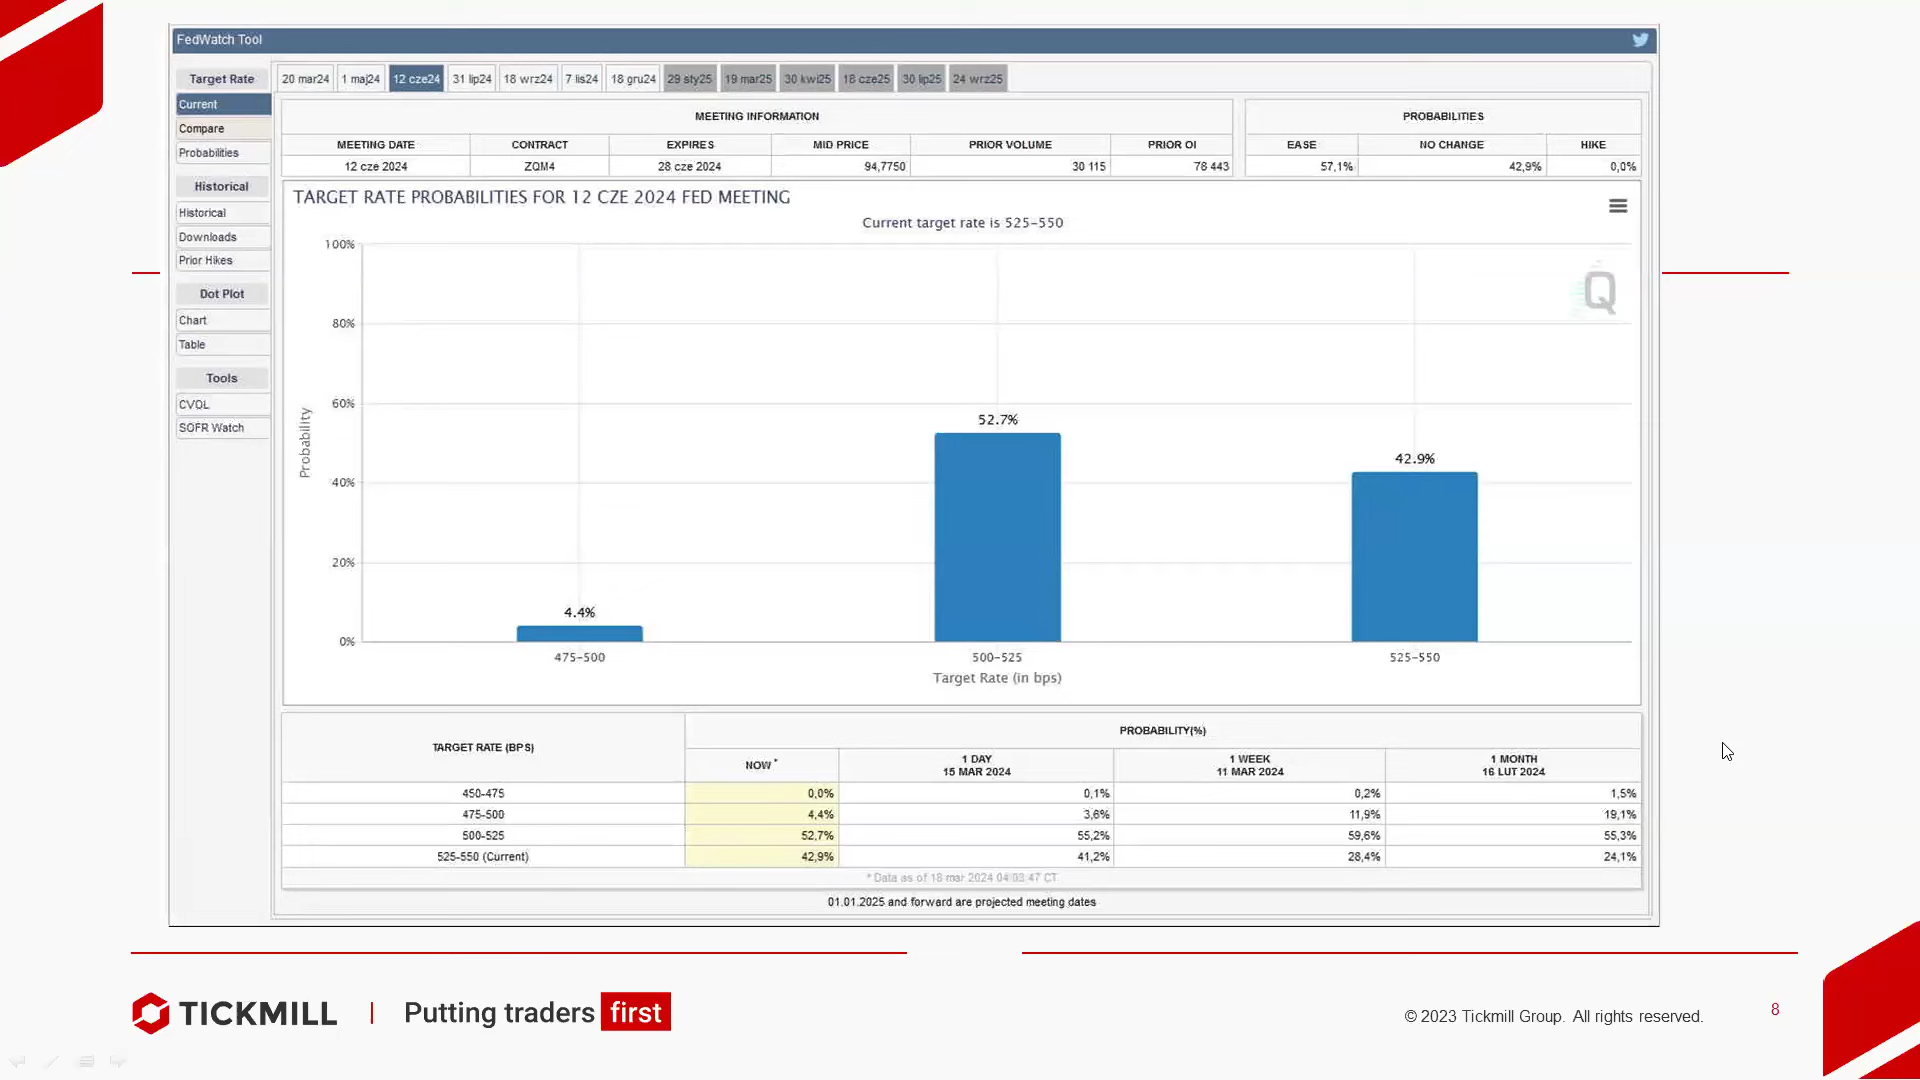 FedWatch Tool
Target Rate
Current
Compare
Probabilities
Historical
Historical
Downloads
Prior Hikes
Dot Plot
Chart
Table
Tools
CVOL
SOFR Watch
20 mar24 1 maj24 12 cze24 31 lip24 18 wrz24 7 lis24 18 gru24 29 sty25 19 mar25 30 kwi25 18 cze25 30 lip25 24 wrz25
MEETING INFORMATION
MEETING DATE CONTRACT EXPIRES MID PRICE PRIOR VOLUME PRIOR OI
12 cze 2024 ZQM4 28 cze 2024 94,7750 30 115 78 443
PROBABILITIES
EASE NO CHANGE HIKE
57,1% 42,9% 0,0%
TARGET RATE PROBABILITIES FOR 12 CZE 2024 FED MEETING
Current target rate is 525–550
100%
80%
60%
40%
20%
0%
Probability
Q
4.4%
52.7%
42.9%
475–500 500–525 525–550
Target Rate (in bps)
TARGET RATE (BPS) PROBABILITY(%)
NOW * 1 DAY 15 MAR 2024 1 WEEK 11 MAR 2024 1 MONTH 16 LUT 2024
450-475 0,0% 0,1% 0,2% 1,5%
475-500 4,4% 3,6% 11,9% 19,1%
500-525 52,7% 55,2% 59,6% 55,3%
525-550 (Current) 42,9% 41,2% 28,4% 24,1%
* Data as of 18 mar 2024 04:03:47 CT
01.01.2025 and forward are projected meeting dates
TICKMILL | Putting traders first
© 2023 Tickmill Group. All rights reserved.
8